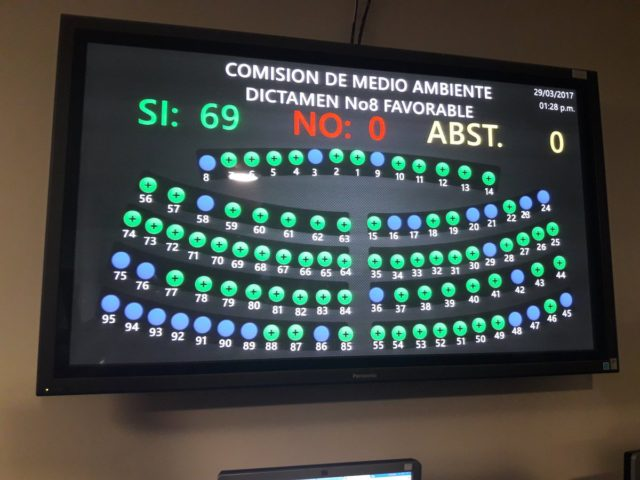 COMISION DE MEDIO AMBIENTE
DICTAMEN No8 FAVORABLE
29/03/2017
01:28 p.m.
SI: 69 NO: 0 ABST. 0
8 7 6 5 4 3 2 1 9 10 11 12 13 14
56 57 58 59 60 61 62 63 15 16 17 18 19 20 21 22 23 24
74 73 72 71 70 69 68 67 66 65 64 35 34 33 32 31 30 29 28 27 26 25
75 76 77 78 79 80 81 82 83 84 36 37 38 39 40 41 42 43 44
95 94 93 92 91 90 89 88 87 86 85 55 54 53 52 51 50 49 48 47 46 45
Panasonic